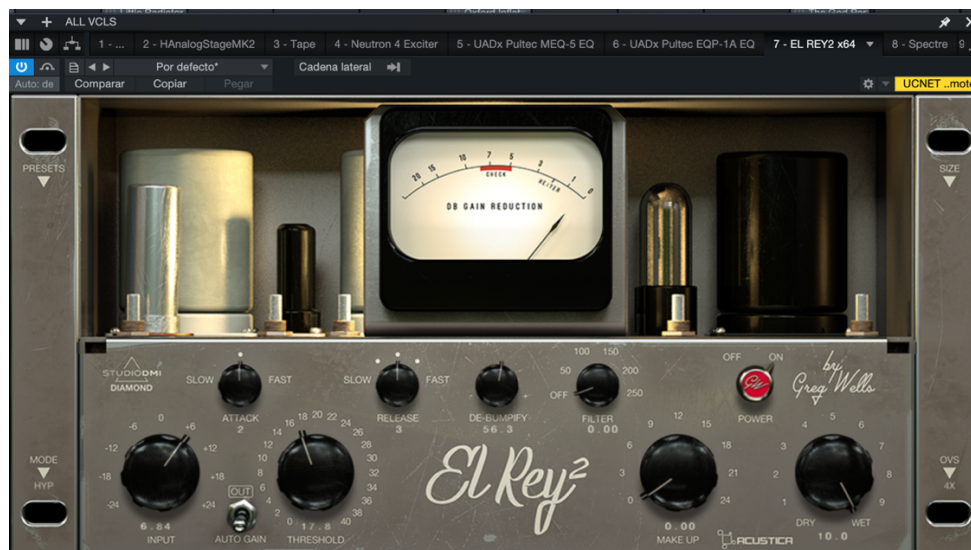 ALL VCLS
1 - ... 2 - HAnalogStageMK2 3 - Tape 4 - Neutron 4 Exciter 5 - UADx Pultec MEQ-5 EQ 6 - UADx Pultec EQP-1A EQ 7 - EL REY2 x64 8 - Spectre 9
Por defecto* Cadena lateral
Auto: de Comparar Copiar Pegar UCNET ..mote
PRESETS
SIZE
20 15 10 7 5 3 1 0
CHECK
DB GAIN REDUCTION
STUDIODMI
DIAMOND
SLOW FAST
ATTACK
2
SLOW FAST
RELEASE
3
- +
DE-BUMPIFY
56.3
OFF 50 100 150 200 250
FILTER
0.00
OFF ON
POWER
GW
by
Greg Wells
MODE
HYP
OVS
4X
-24 -18 -12 -6 0 +6 +12 +18 +24
6.84
INPUT
OUT
AUTO GAIN
0 2 4 6 8 10 12 14 16 18 20 22 24 26 28 30 32 34 36 38 40
17.8
THRESHOLD
El Rey²
0 3 6 9 12 15 18 21 24
0.00
MAKE UP
ACUSTICA
DRY 1 2 3 4 5 6 7 8 9 WET
10.0